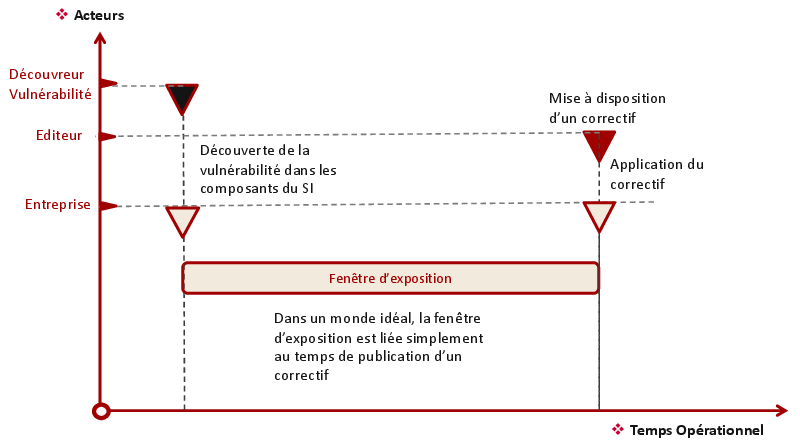 ❖ Acteurs
Découvreur
Vulnérabilité
Mise à disposition
d’un correctif
Editeur
Découverte de la
vulnérabilité dans les
composants du SI
Application du
correctif
Entreprise
Fenêtre d’exposition
Dans un monde idéal, la fenêtre
d’exposition est liée simplement
au temps de publication d’un
correctif
❖ Temps Opérationnel